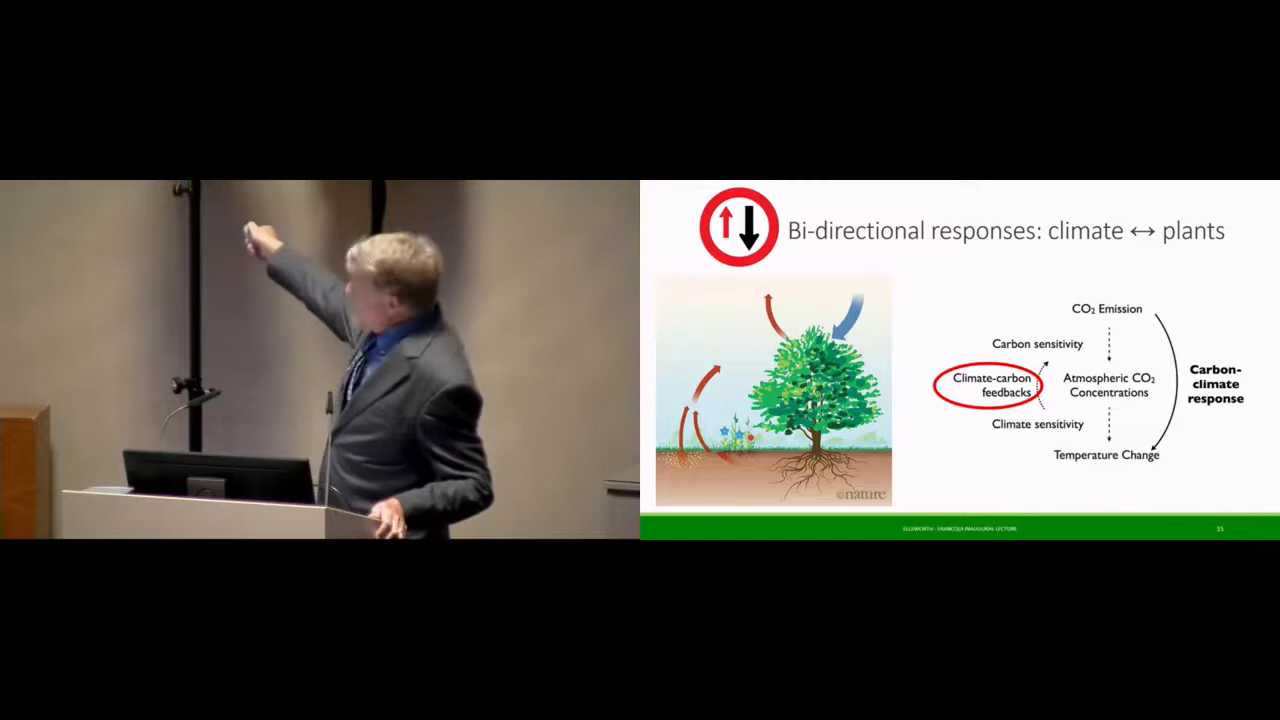 Bi-directional responses: climate ↔ plants
CO₂ Emission
Carbon sensitivity
Climate-carbon
feedbacks
Atmospheric CO₂
Concentrations
Climate sensitivity
Temperature Change
Carbon-
climate
response
©nature
ELLSWORTH - FRANCQUI INAUGURAL LECTURE
15